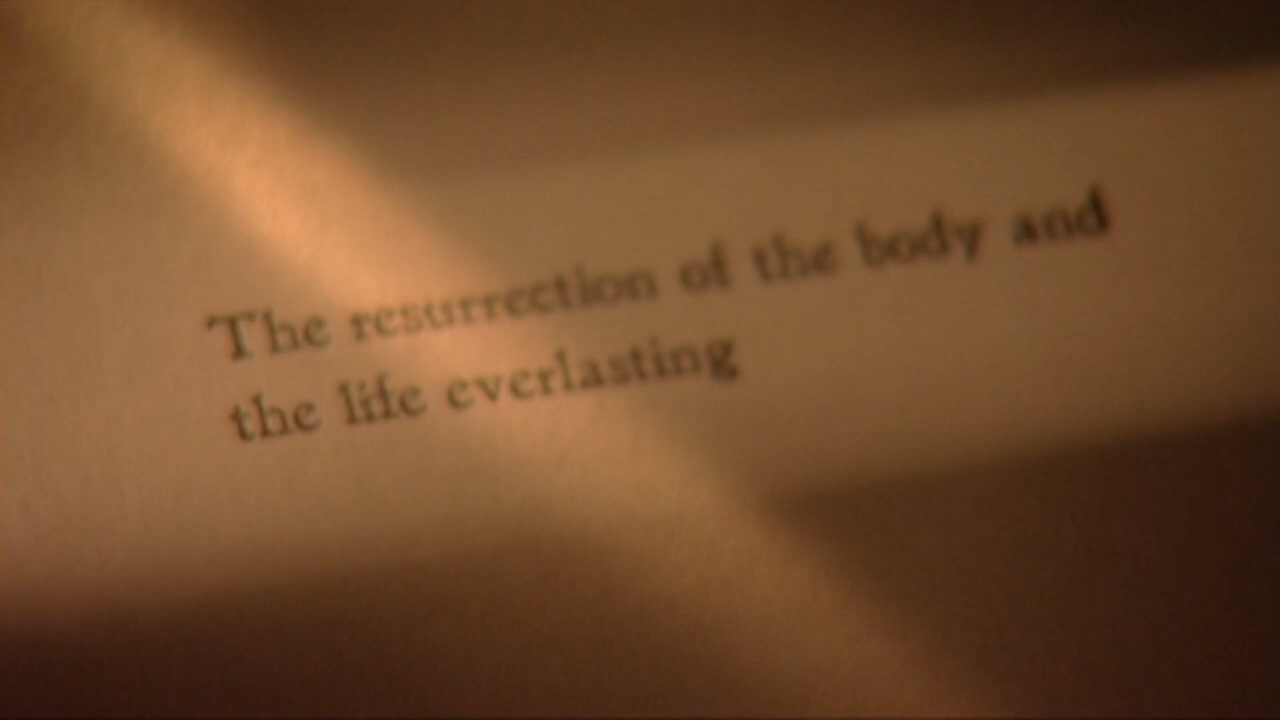 The resurrection of the body and
the life everlasting